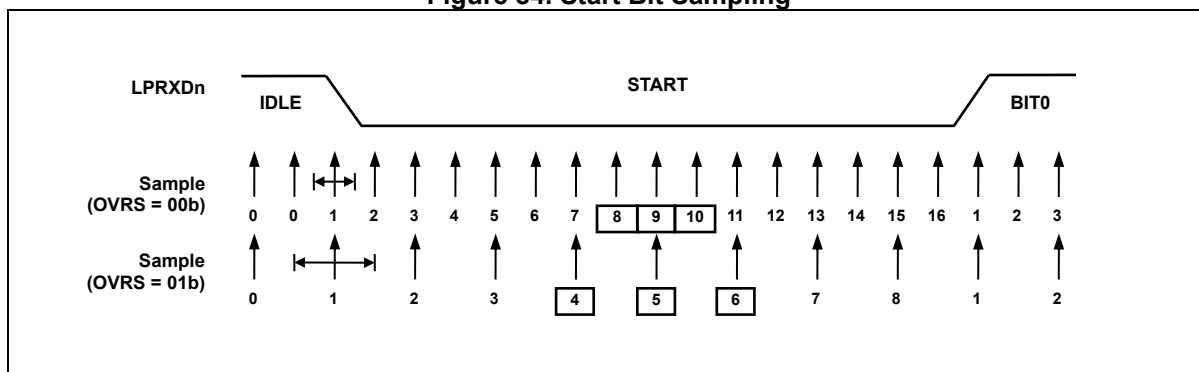 Figure Start Bit Sampling
LPRXDn
IDLE
START
BIT0
Sample
(OVRS = 00b)
0 0 1 2 3 4 5 6 7 8 9 10 11 12 13 14 15 16 1 2 3
Sample
(OVRS = 01b)
0 1 2 3 4 5 6 7 8 1 2